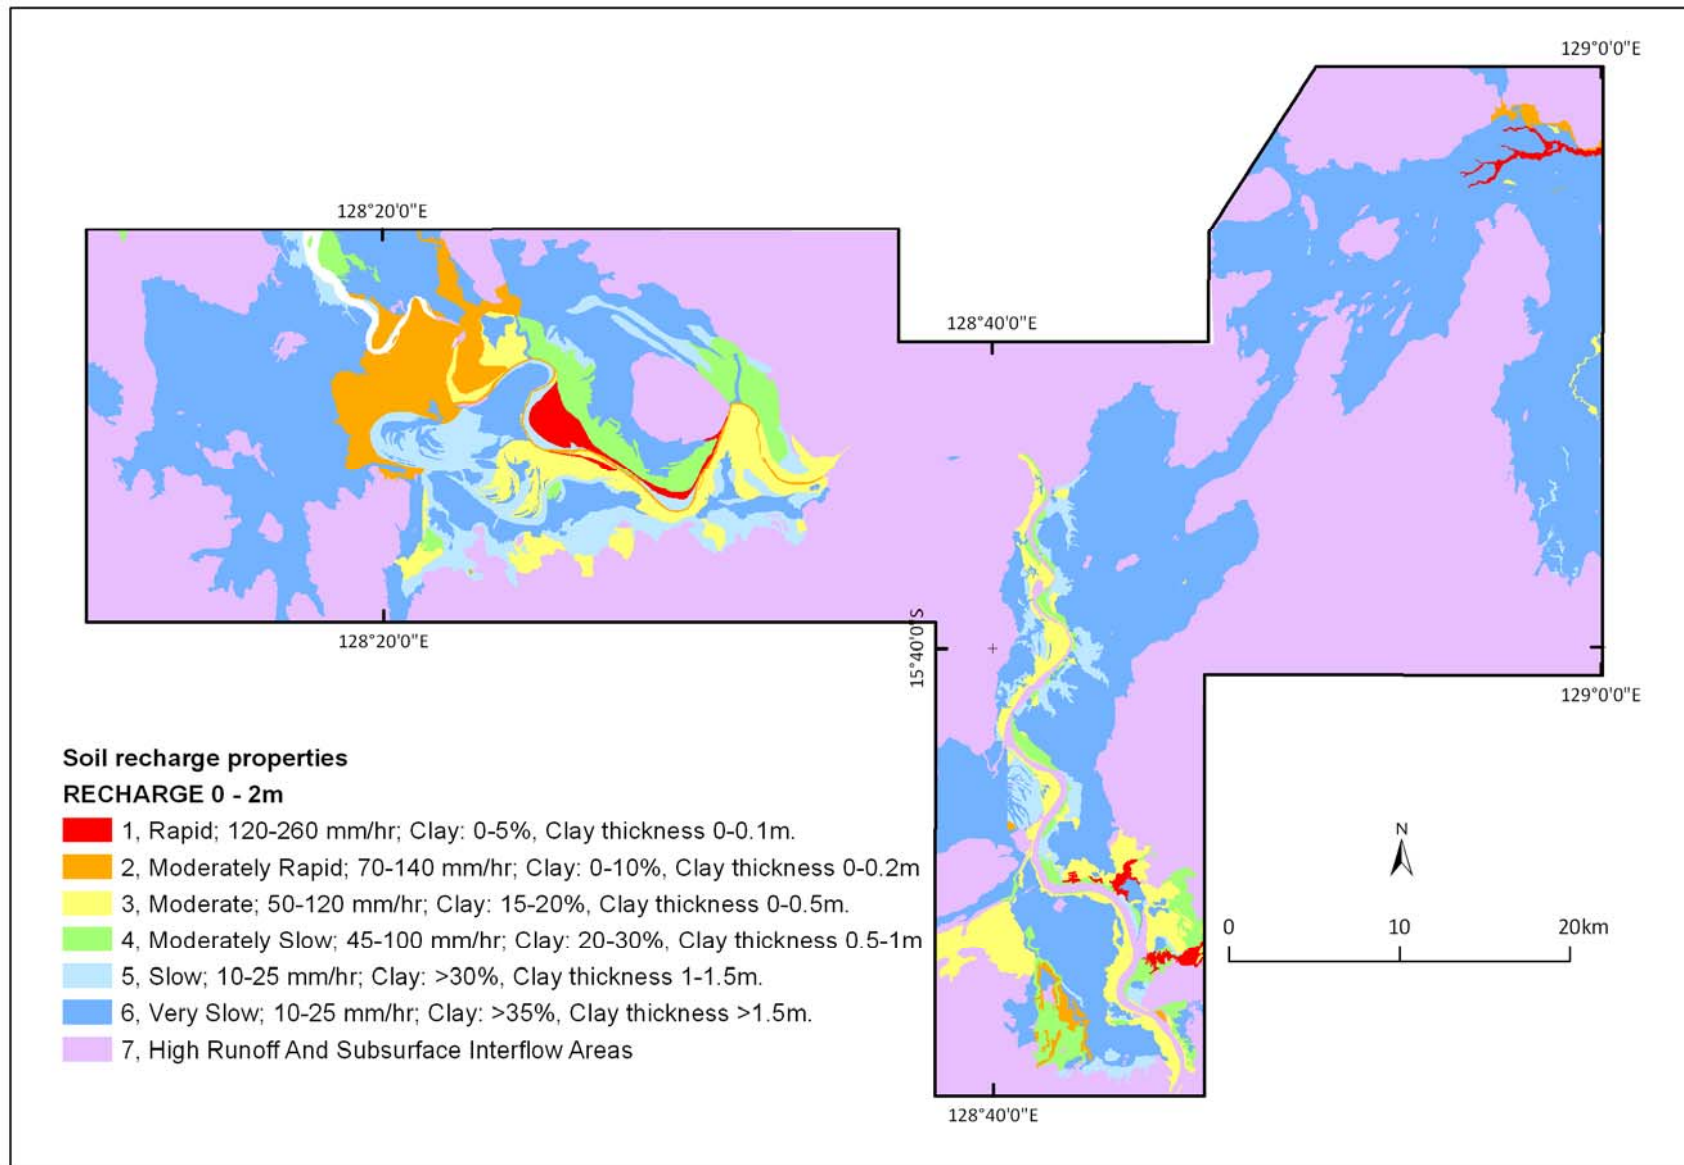 129°0'0"E
128°20'0"E
128°40'0"E
15°40'0"S
128°20'0"E
129°0'0"E
Soil recharge properties
RECHARGE 0 - 2m
1, Rapid; 120-260 mm/hr; Clay: 0-5%, Clay thickness 0-0.1m.
2, Moderately Rapid; 70-140 mm/hr; Clay: 0-10%, Clay thickness 0-0.2m
3, Moderate; 50-120 mm/hr; Clay: 15-20%, Clay thickness 0-0.5m.
4, Moderately Slow; 45-100 mm/hr; Clay: 20-30%, Clay thickness 0.5-1m
5, Slow; 10-25 mm/hr; Clay: >30%, Clay thickness 1-1.5m.
6, Very Slow; 10-25 mm/hr; Clay: >35%, Clay thickness >1.5m.
7, High Runoff And Subsurface Interflow Areas
N
0 10 20km
128°40'0"E